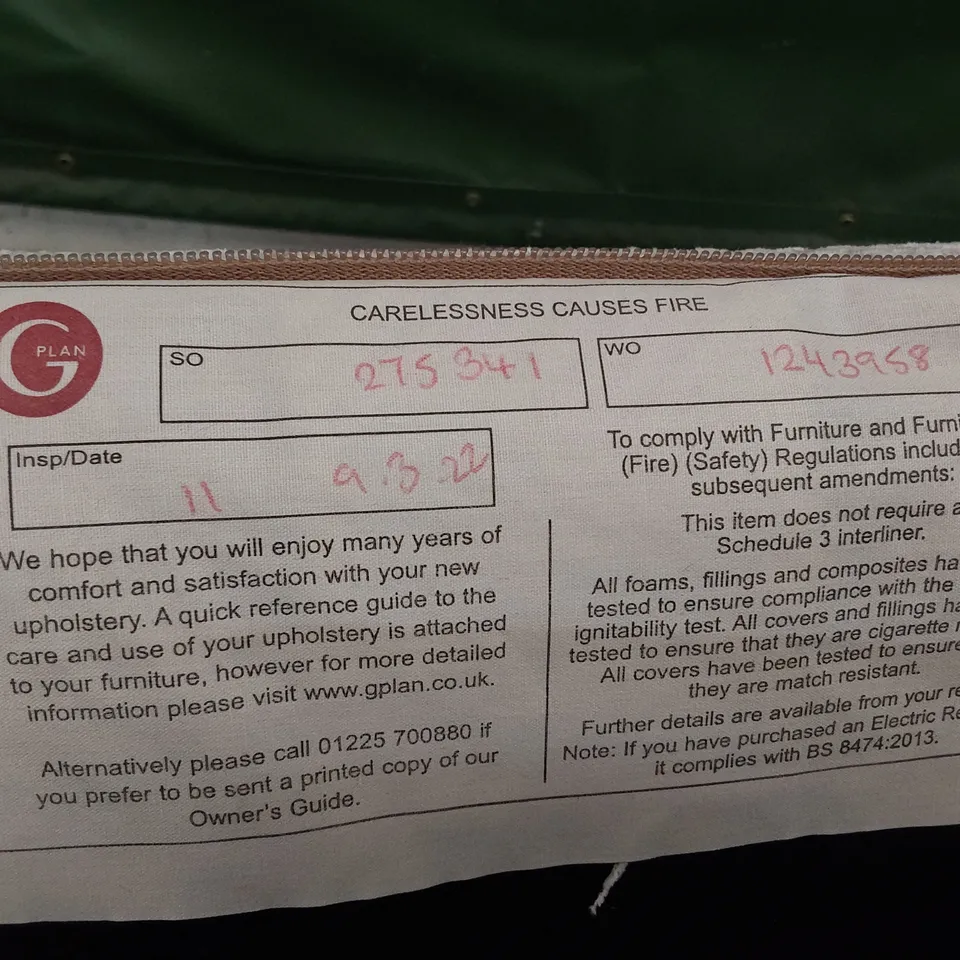 CARELESSNESS CAUSES FIRE
G PLAN
SO 275 341
WO 1243958
Insp/Date 11 9.3.22
We hope that you will enjoy many years of
comfort and satisfaction with your new
upholstery. A quick reference guide to the
care and use of your upholstery is attached
to your furniture, however for more detailed
information please visit www.gplan.co.uk.
Alternatively please call 01225 700880 if
you prefer to be sent a printed copy of our
Owner's Guide.
To comply with Furniture and Furni
(Fire) (Safety) Regulations includ
subsequent amendments:
This item does not require a
Schedule 3 interliner.
All foams, fillings and composites ha
tested to ensure compliance with the
ignitability test. All covers and fillings ha
tested to ensure that they are cigarette r
All covers have been tested to ensure
they are match resistant.
Further details are available from your re
Note: If you have purchased an Electric Re
it complies with BS 8474:2013.